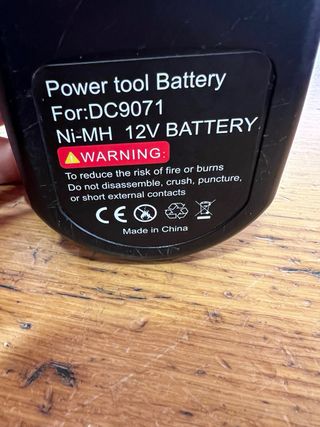 Power tool Battery
For:DC9071
Ni-MH 12V BATTERY
WARNING:
To reduce the risk of fire or burns
Do not disassemble, crush, puncture,
or short external contacts
CE
Made in China